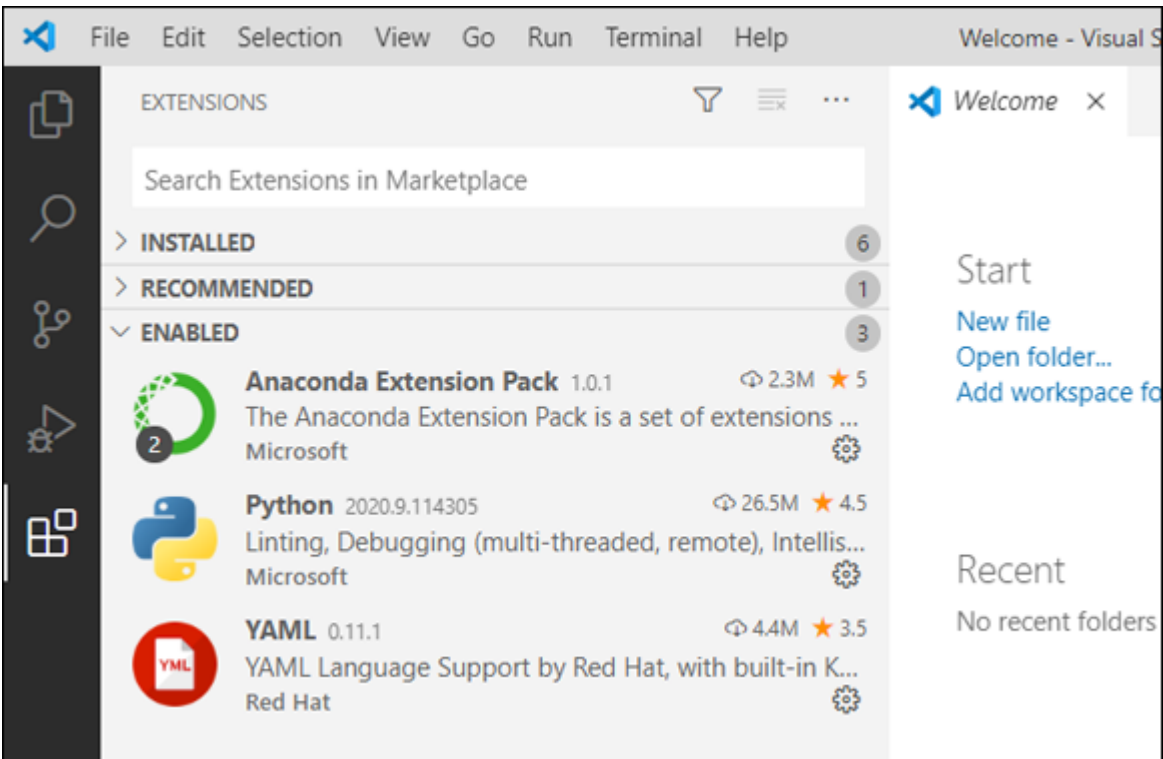 File Edit Selection View Go Run Terminal Help Welcome - Visual S
EXTENSIONS
Welcome
Search Extensions in Marketplace
INSTALLED 6
RECOMMENDED 1
ENABLED 3
Anaconda Extension Pack 1.0.1 2.3M 5
The Anaconda Extension Pack is a set of extensions ...
Microsoft
2
Python 2020.9.114305 26.5M 4.5
Linting, Debugging (multi-threaded, remote), Intellis...
Microsoft
YAML 0.11.1 4.4M 3.5
YAML Language Support by Red Hat, with built-in K...
Red Hat
YML
Start
New file
Open folder...
Add workspace fo
Recent
No recent folders